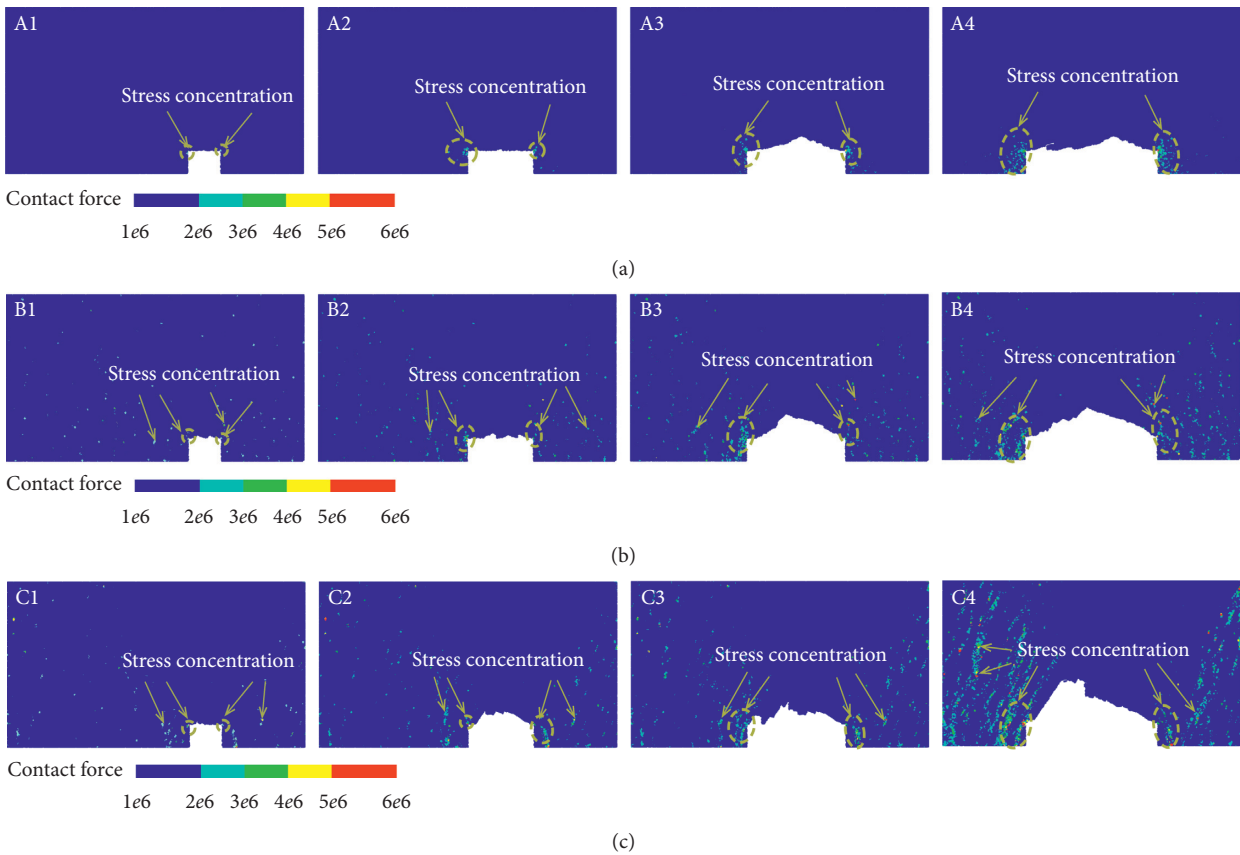 A1 A2 A3 A4
Stress concentration Stress concentration Stress concentration Stress concentration
Contact force
1e6 2e6 3e6 4e6 5e6 6e6
(a)
B1 B2 B3 B4
Stress concentration Stress concentration Stress concentration Stress concentration
Contact force
1e6 2e6 3e6 4e6 5e6 6e6
(b)
C1 C2 C3 C4
Stress concentration Stress concentration Stress concentration Stress concentration
Contact force
1e6 2e6 3e6 4e6 5e6 6e6
(c)